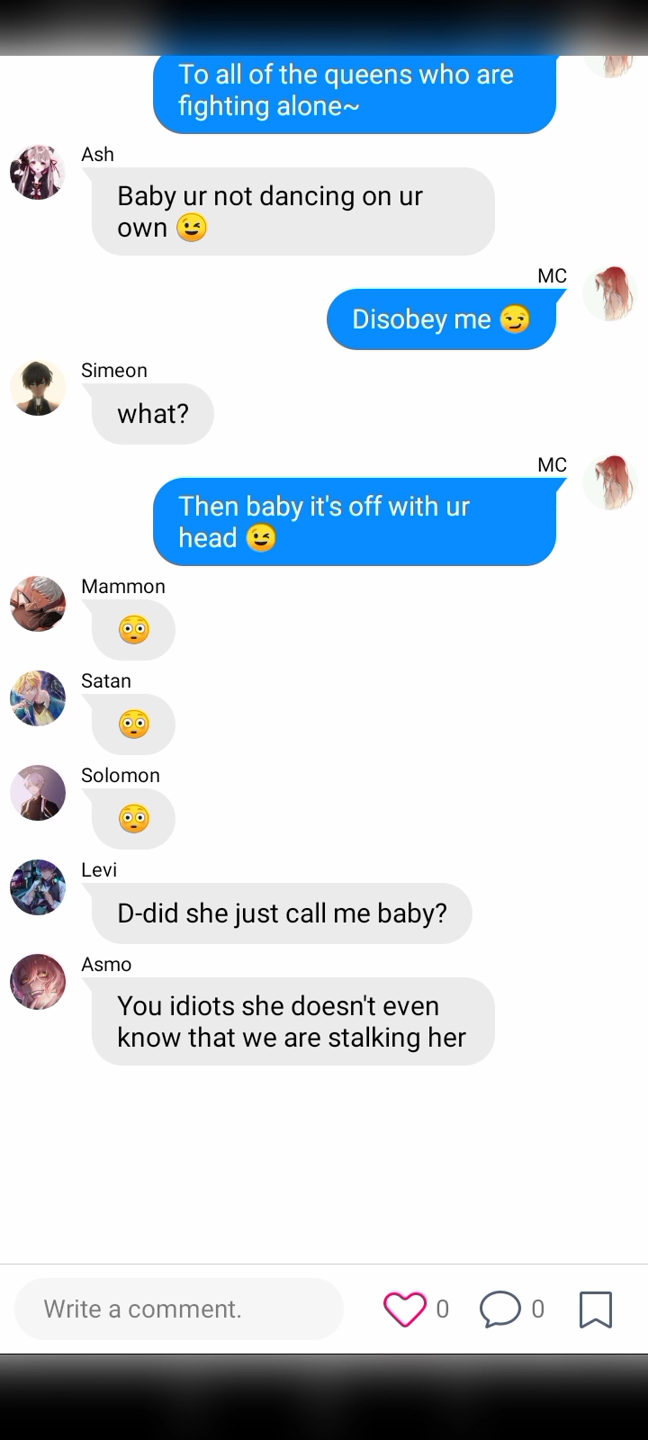 To all of the queens who are
fighting alone~
Ash
Baby ur not dancing on ur
own 😉
MC
Disobey me 😏
Simeon
what?
MC
Then baby it's off with ur
head 😉
Mammon
😳
Satan
😳
Solomon
😳
Levi
D-did she just call me baby?
Asmo
You idiots she doesn't even
know that we are stalking her
Write a comment.
0
0